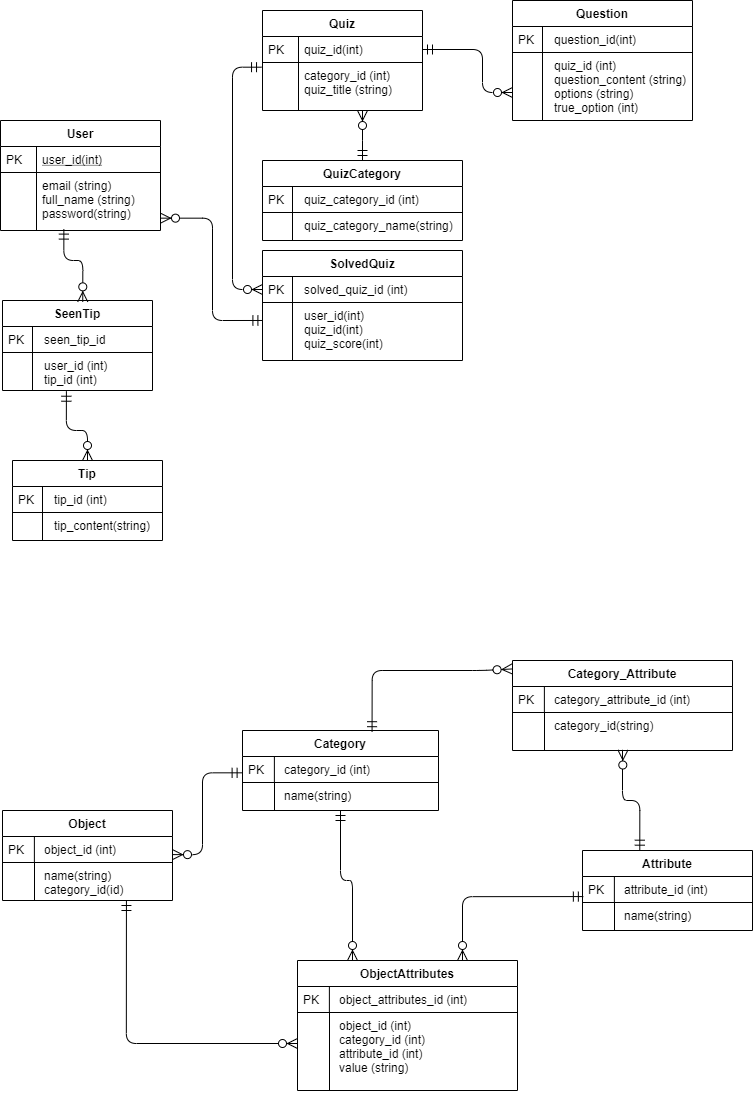 Quiz
PK quiz_id(int)
category_id (int)
quiz_title (string)
Question
PK question_id(int)
quiz_id (int)
question_content (string)
options (string)
true_option (int)
User
PK user_id(int)
email (string)
full_name (string)
password(string)
QuizCategory
PK quiz_category_id (int)
quiz_category_name(string)
SolvedQuiz
PK solved_quiz_id (int)
user_id(int)
quiz_id(int)
quiz_score(int)
SeenTip
PK seen_tip_id
user_id (int)
tip_id (int)
Tip
PK tip_id (int)
tip_content(string)
Category_Attribute
PK category_attribute_id (int)
category_id(string)
Category
PK category_id (int)
name(string)
Object
PK object_id (int)
name(string)
category_id(id)
Attribute
PK attribute_id (int)
name(string)
ObjectAttributes
PK object_attributes_id (int)
object_id (int)
category_id (int)
attribute_id (int)
value (string)